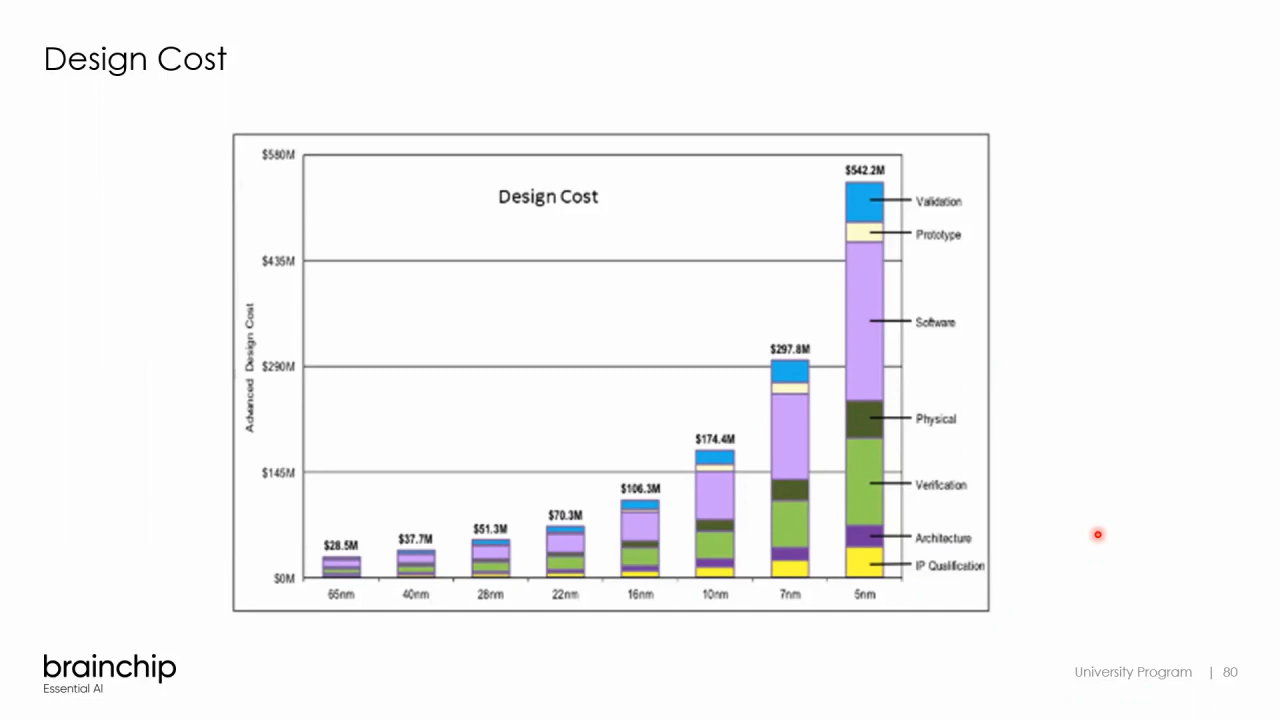 Design Cost
Design Cost
Advanced Design Cost
$580M
$435M
$290M
$145M
$0M
$28.5M
$37.7M
$51.3M
$70.3M
$106.3M
$174.4M
$297.8M
$542.2M
Validation
Prototype
Software
Physical
Verification
Architecture
IP Qualification
65nm 40nm 28nm 22nm 16nm 10nm 7nm 5nm
brainchip
Essential AI
University Program | 80